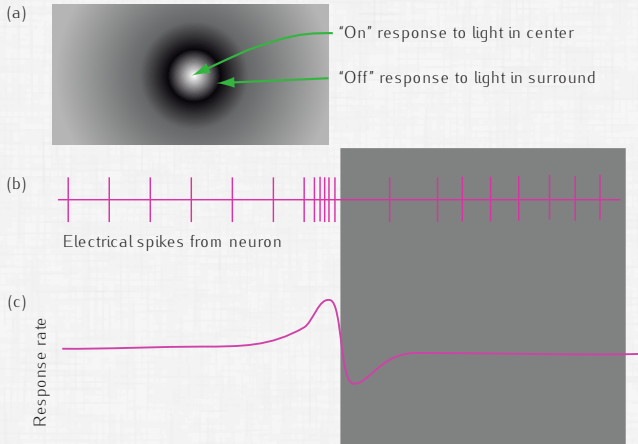 (a)
“On” response to light in center
“Off” response to light in surround
(b)
Electrical spikes from neuron
(c)
Response rate